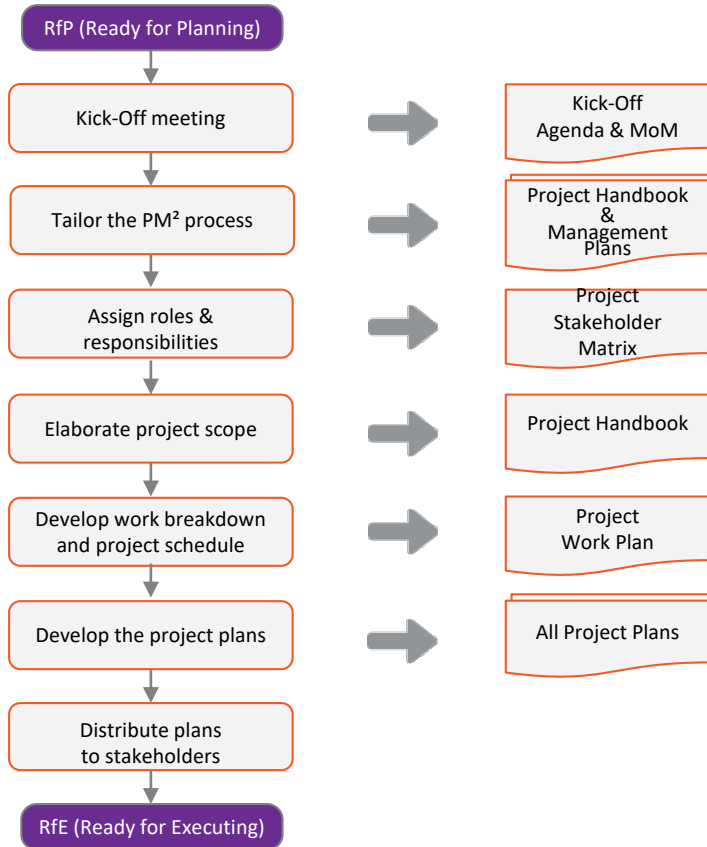 RfP (Ready for Planning)
Kick-Off meeting
Kick-Off
Agenda & MoM
Tailor the PM² process
Project Handbook
&
Management
Plans
Assign roles &
responsibilities
Project
Stakeholder
Matrix
Elaborate project scope
Project Handbook
Develop work breakdown
and project schedule
Project
Work Plan
Develop the project plans
All Project Plans
Distribute plans
to stakeholders
RfE (Ready for Executing)